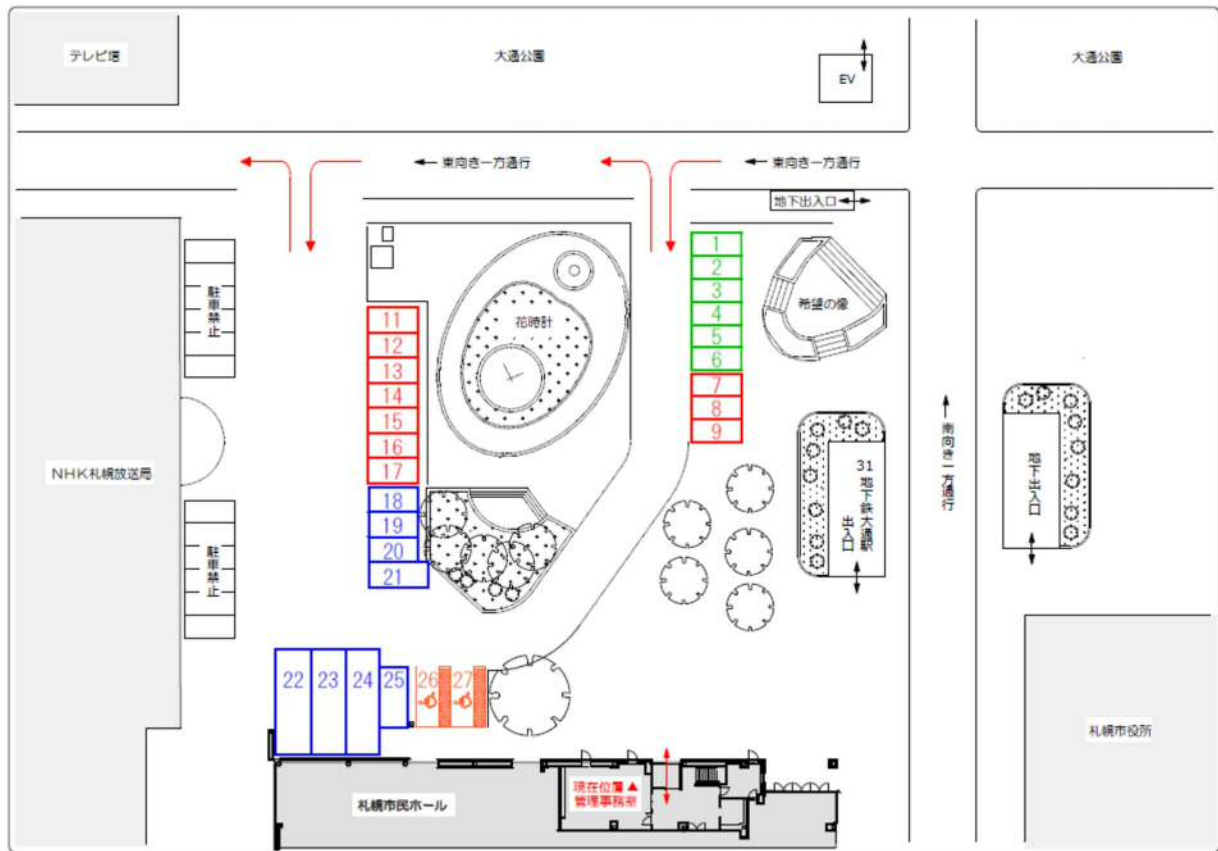 テレビ塔
大通公園
EV
大通公園
←東向き一方通行
←東向き一方通行
地下出入口
駐車禁止
花時計
希望の像
1
2
3
4
5
6
7
8
9
11
12
13
14
15
16
17
18
19
20
21
NHK札幌放送局
駐車禁止
31
地下鉄大通駅
出入口
←南向き一方通行
地下出入口
22
23
24
25
26
27
札幌市役所
札幌市民ホール
現在位置▲
管理事務室